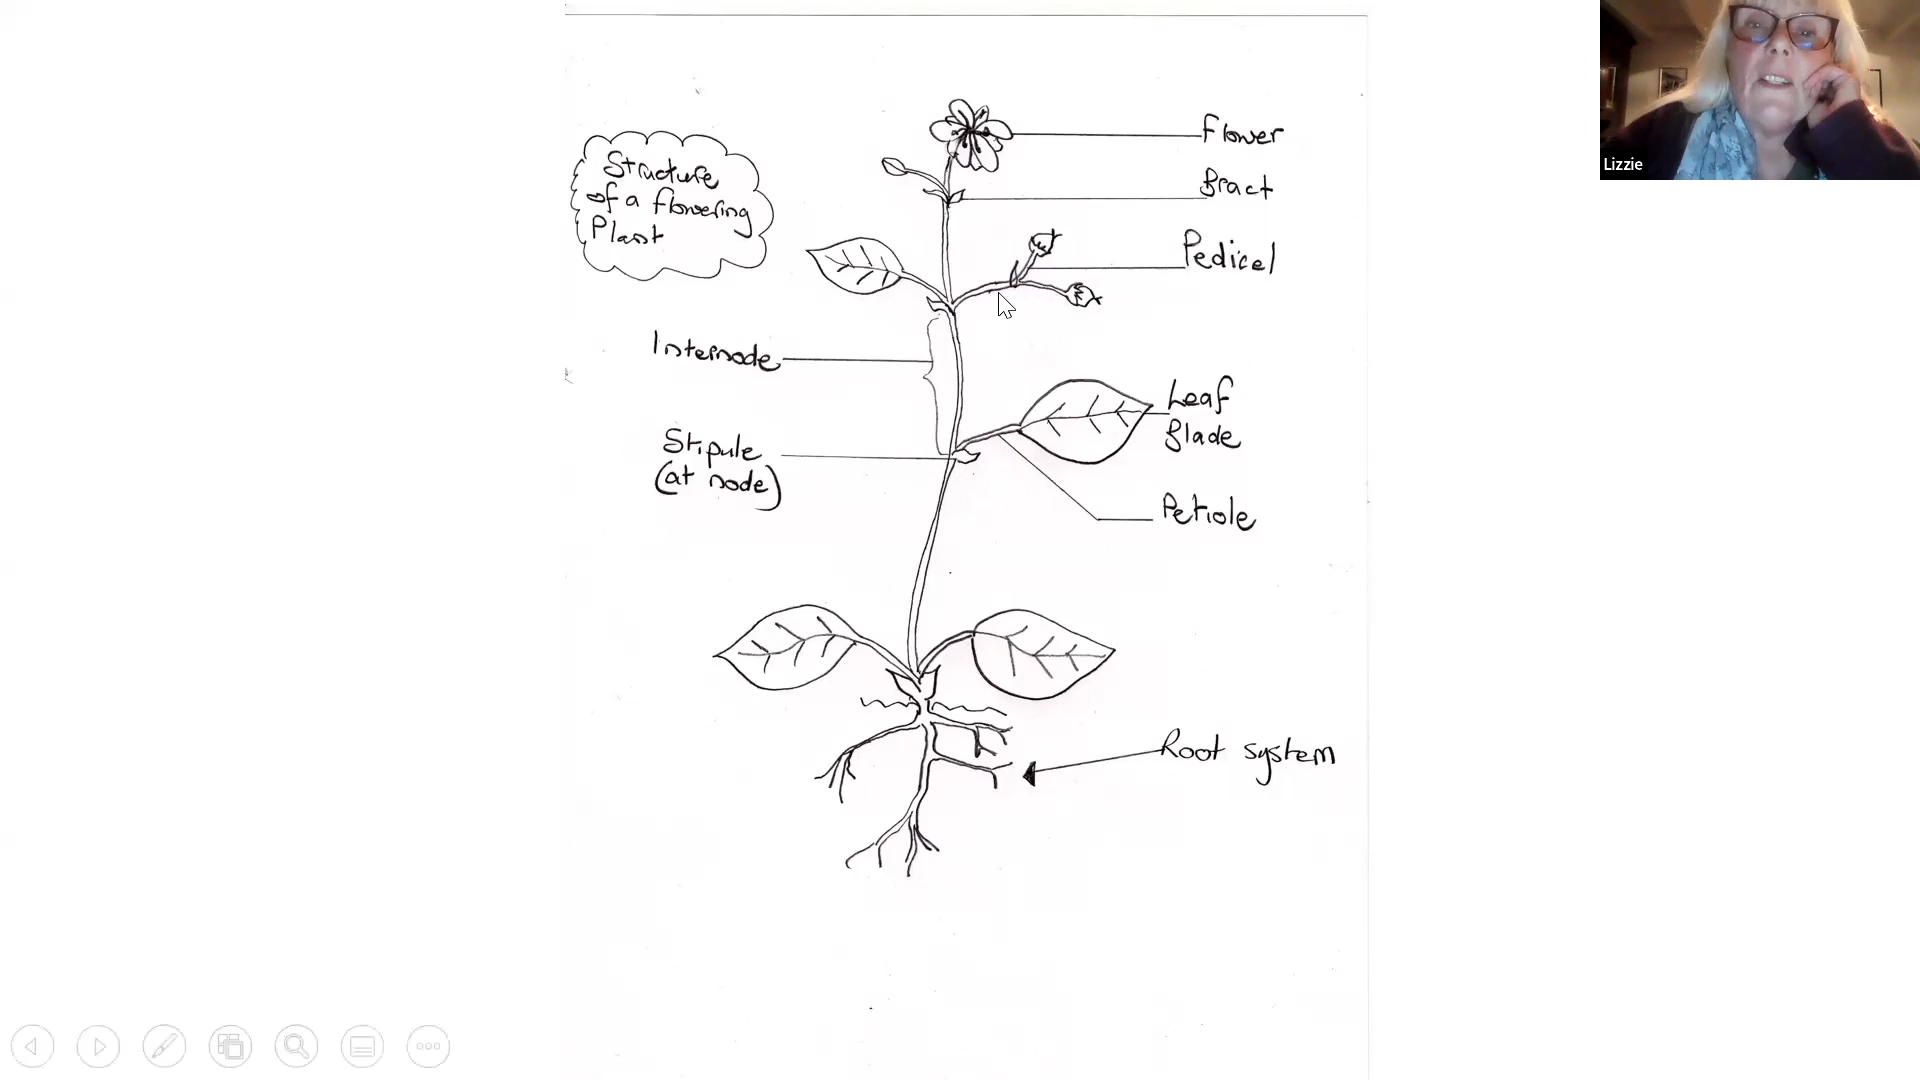 Structure
of a flowering
Plant
Flower
Bract
Pedicel
Internode
Leaf
Blade
Stipule
(at node)
Petiole
Root system
Lizzie